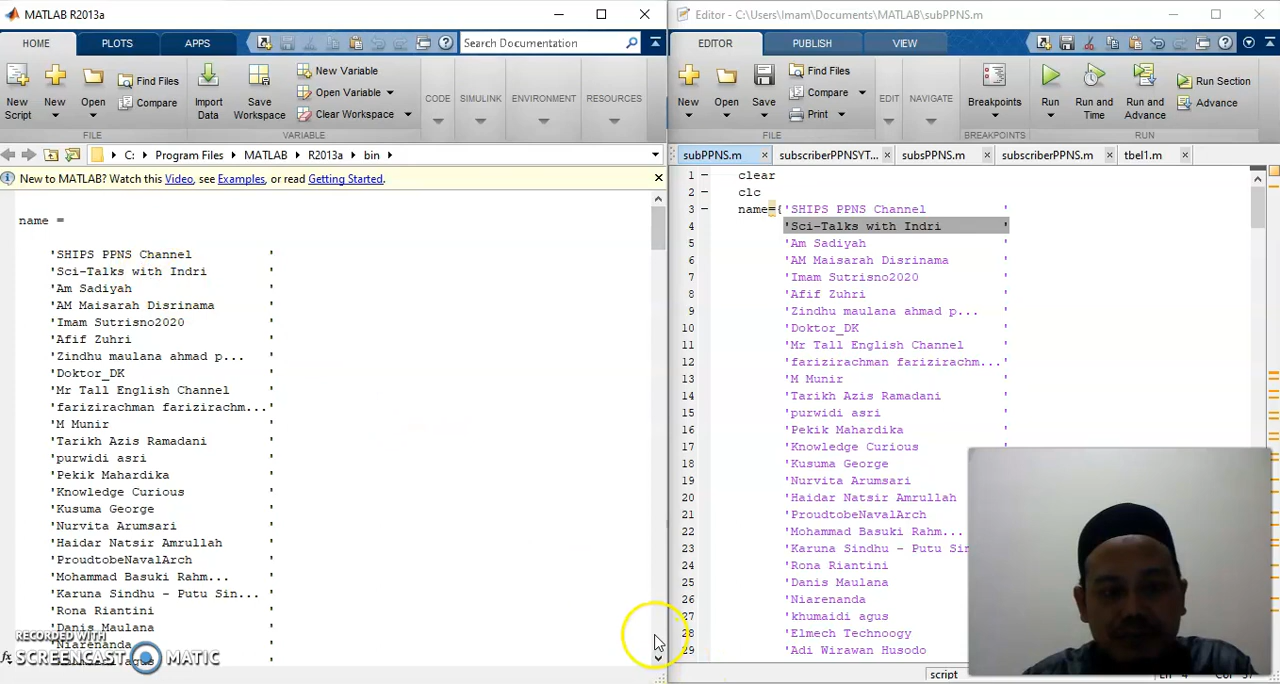 MATLAB R2013a
HOME PLOTS APPS
Search Documentation
New Script
New
Open
Find Files
Compare
Import Data
Save Workspace
New Variable
Open Variable
Clear Workspace
CODE SIMULINK ENVIRONMENT RESOURCES
FILE VARIABLE
C: Program Files MATLAB R2013a bin
New to MATLAB? Watch this Video, see Examples, or read Getting Started.
name =
'SHIPS PPNS Channel '
'Sci-Talks with Indri '
'Am Sadiyah '
'AM Maisarah Disrinama '
'Imam Sutrisno2020 '
'Afif Zuhri '
'Zindhu maulana ahmad p... '
'Doktor_DK '
'Mr Tall English Channel '
'farizirachman farizirachm...'
'M Munir '
'Tarikh Azis Ramadani '
'purwidi asri '
'Pekik Mahardika '
'Knowledge Curious '
'Kusuma George '
'Nurvita Arumsari '
'Haidar Natsir Amrullah '
'ProudtobeNavalArch '
'Mohammad Basuki Rahm... '
'Karuna Sindhu - Putu Sin... '
'Rona Riantini '
'Danis Maulana '
'Niarenanda '
RECORDED WITH
SCREENCAST MATIC
fx
Editor - C:\Users\Imam\Documents\MATLAB\subPPNS.m
EDITOR PUBLISH VIEW
New
Open
Save
Find Files
Compare
Print
EDIT NAVIGATE
Breakpoints
Run
Run and Time
Run and Advance
Run Section
Advance
FILE BREAKPOINTS RUN
subPPNS.m subscriberPPNSYT... subsPPNS.m subscriberPPNS.m tbel1.m
1 clear
2 clc
3 name={'SHIPS PPNS Channel '
4 'Sci-Talks with Indri '
5 'Am Sadiyah '
6 'AM Maisarah Disrinama '
7 'Imam Sutrisno2020 '
8 'Afif Zuhri '
9 'Zindhu maulana ahmad p... '
10 'Doktor_DK '
11 'Mr Tall English Channel '
12 'farizirachman farizirachm...'
13 'M Munir '
14 'Tarikh Azis Ramadani '
15 'purwidi asri '
16 'Pekik Mahardika '
17 'Knowledge Curious '
18 'Kusuma George
19 'Nurvita Arumsari
20 'Haidar Natsir Amrullah
21 'ProudtobeNavalArch
22 'Mohammad Basuki Rahm...
23 'Karuna Sindhu - Putu Sin
24 'Rona Riantini
25 'Danis Maulana
26 'Niarenanda
27 'khumaidi agus
28 'Elmech Technoogy
29 'Adi Wirawan Husodo
script